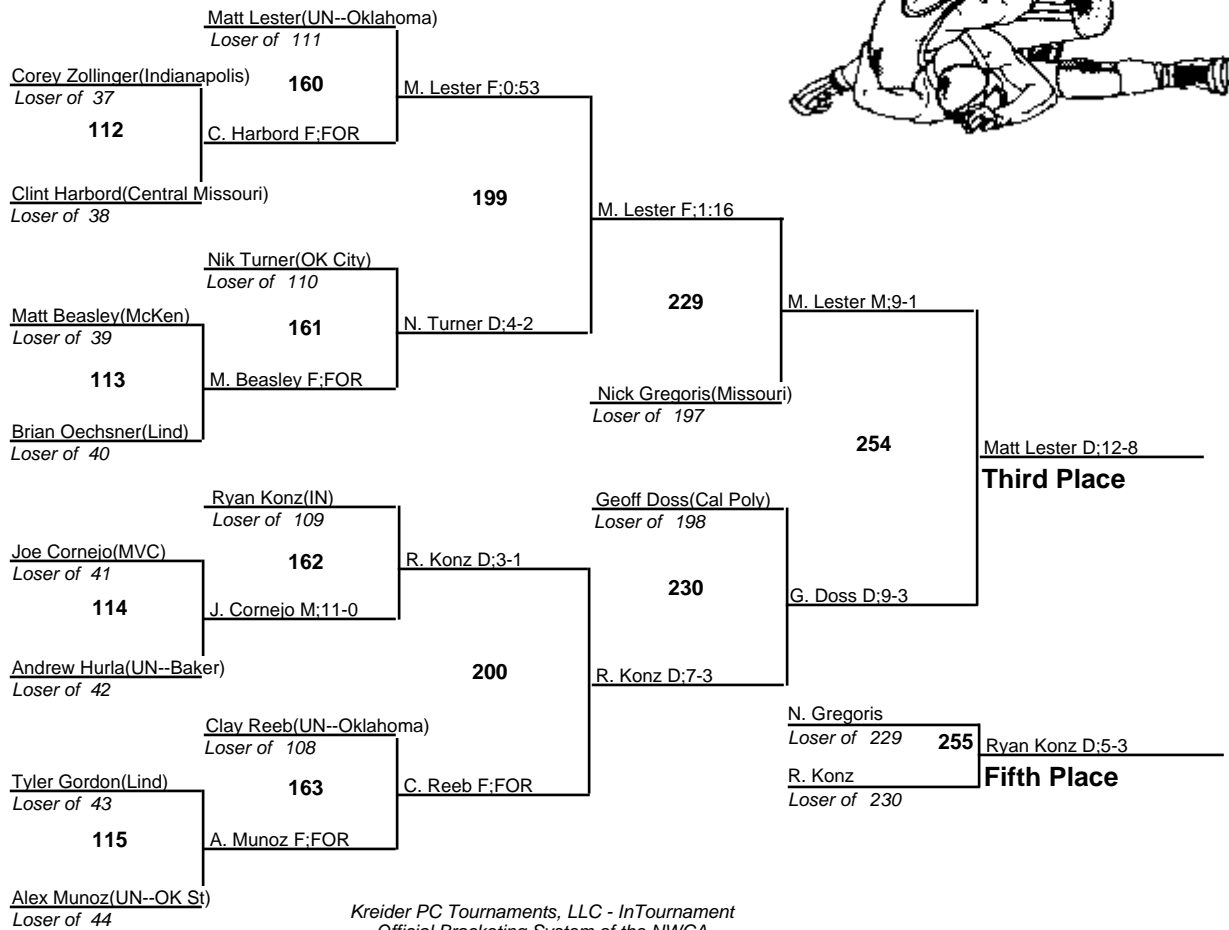 Matt Lester(UN--Oklahoma)
Loser of 111
Corey Zollinger(Indianapolis)
Loser of 37
160
M. Lester F;0:53
112
C. Harbord F;FOR
Clint Harbord(Central Missouri)
Loser of 38
199
M. Lester F;1:16
Nik Turner(OK City)
Loser of 110
Matt Beasley(McKen)
Loser of 39
161
N. Turner D;4-2
229
M. Lester M;9-1
113
M. Beasley F;FOR
Nick Gregoris(Missouri)
Loser of 197
Brian Oechsner(Lind)
Loser of 40
254
Matt Lester D;12-8
Third Place
Ryan Konz(IN)
Loser of 109
Geoff Doss(Cal Poly)
Loser of 198
Joe Cornejo(MVC)
Loser of 41
162
R. Konz D;3-1
230
G. Doss D;9-3
114
J. Cornejo M;11-0
Andrew Hurla(UN--Baker)
Loser of 42
200
R. Konz D;7-3
Clay Reeb(UN--Oklahoma)
Loser of 108
N. Gregoris
Loser of 229
255
Ryan Konz D;5-3
Fifth Place
R. Konz
Loser of 230
Tyler Gordon(Lind)
Loser of 43
163
C. Reeb F;FOR
115
A. Munoz F;FOR
Alex Munoz(UN--OK St)
Loser of 44
Kreider PC Tournaments, LLC - InTournament
Official Bracketing System of the NWCA